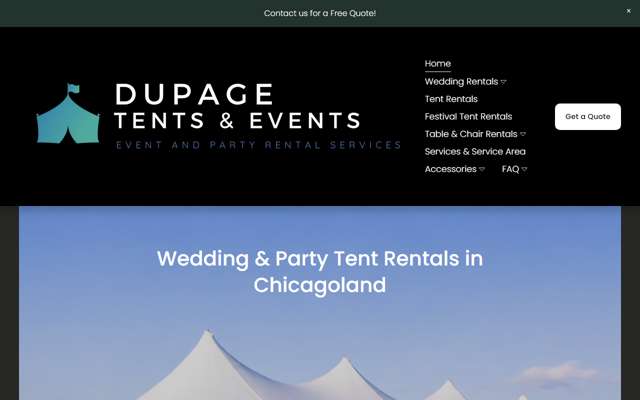 Contact us for a Free Quote!
×
DUPAGE
TENTS & EVENTS
EVENT AND PARTY RENTAL SERVICES
Home
Wedding Rentals
Tent Rentals
Festival Tent Rentals
Table & Chair Rentals
Services & Service Area
Accessories FAQ
Get a Quote
Wedding & Party Tent Rentals in
Chicagoland